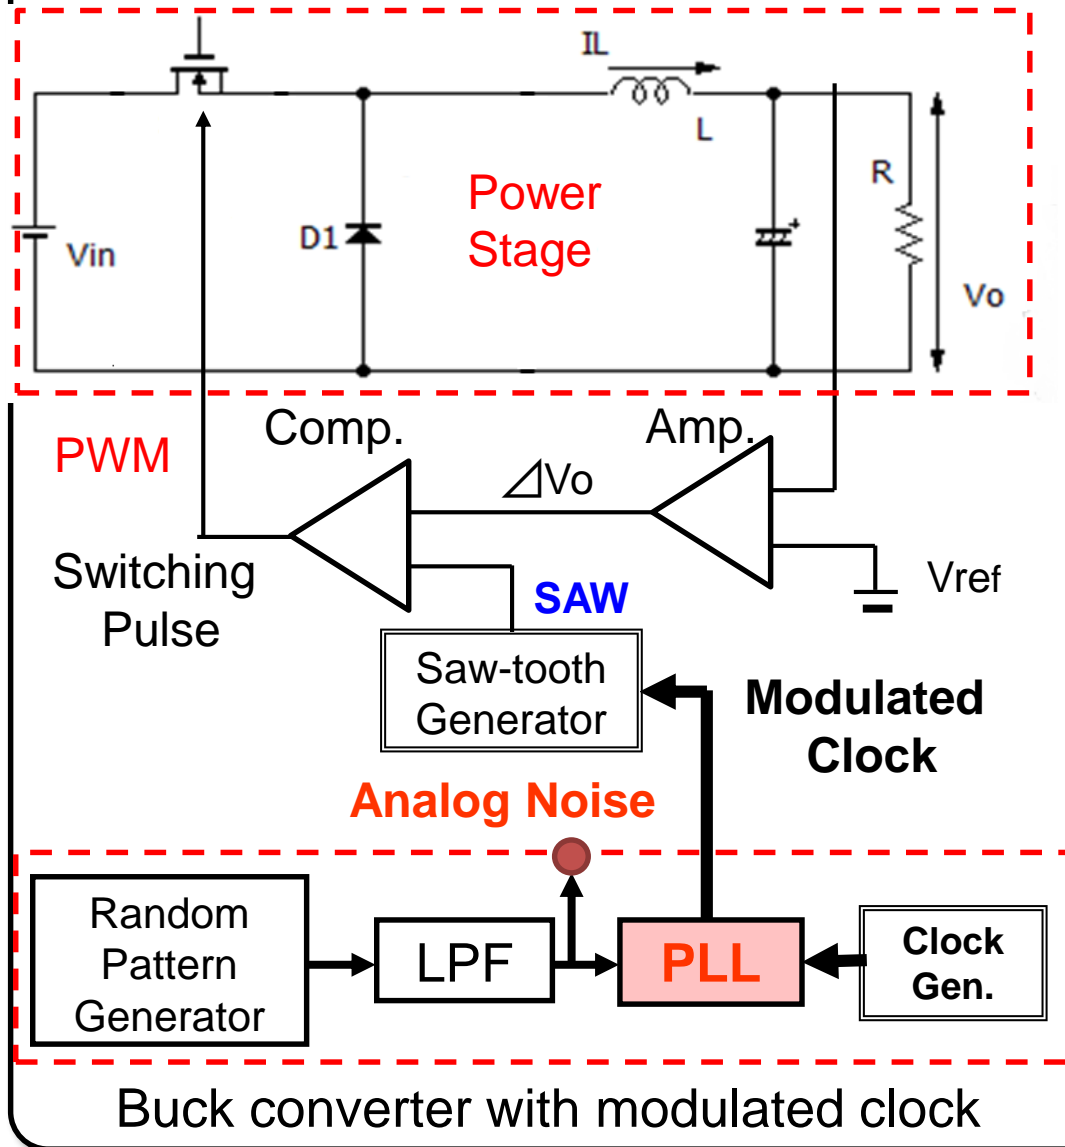 IL
L
R
Power
Stage
D1
+
Vin
Vo
Comp.
Amp.
PWM
⊿Vo
Switching
Pulse
SAW
Vref
Saw-tooth
Generator
Modulated
Clock
Analog Noise
Random
Pattern
Generator
LPF
PLL
Clock
Gen.
Buck converter with modulated clock